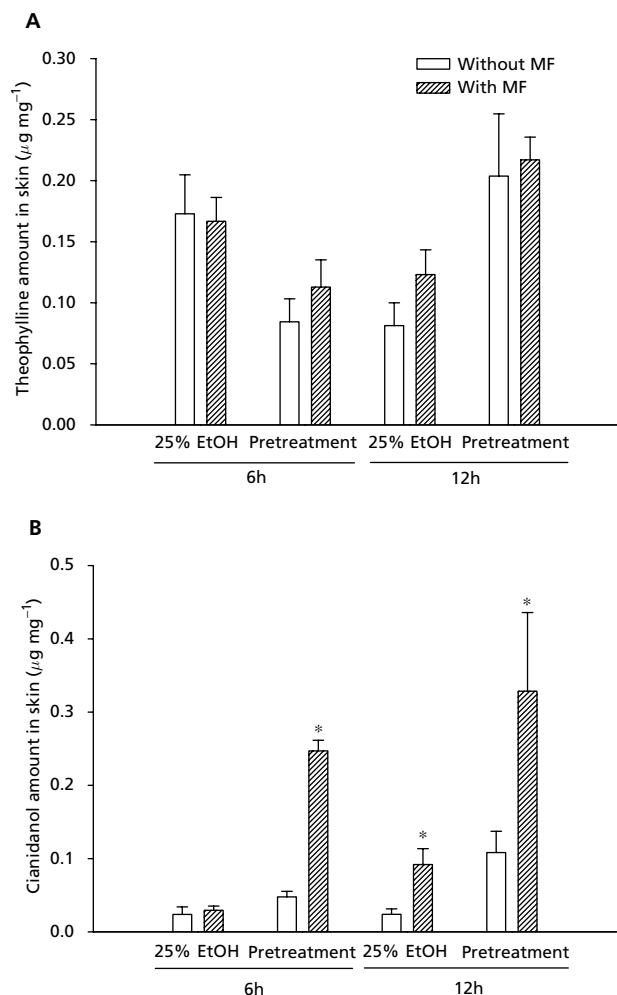 A
Without MF
With MF
Theophylline amount in skin (μg mg⁻¹)
0.30
0.25
0.20
0.15
0.10
0.05
0.00
25% EtOH Pretreatment 25% EtOH Pretreatment
6h 12h
B
Cianidanol amount in skin (μg mg⁻¹)
0.5
0.4
0.3
0.2
0.1
0.0
*
*
*
25% EtOH Pretreatment 25% EtOH Pretreatment
6h 12h